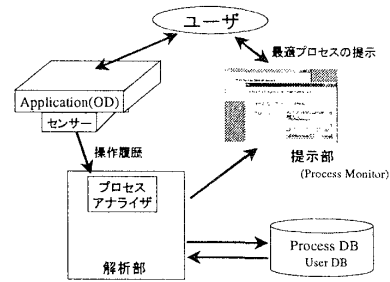 ユーザ
最適プロセスの提示
Application(OD)
センサー
操作履歴
提示部
(Process Monitor)
プロセス
アナライザ
解析部
Process DB
User DB